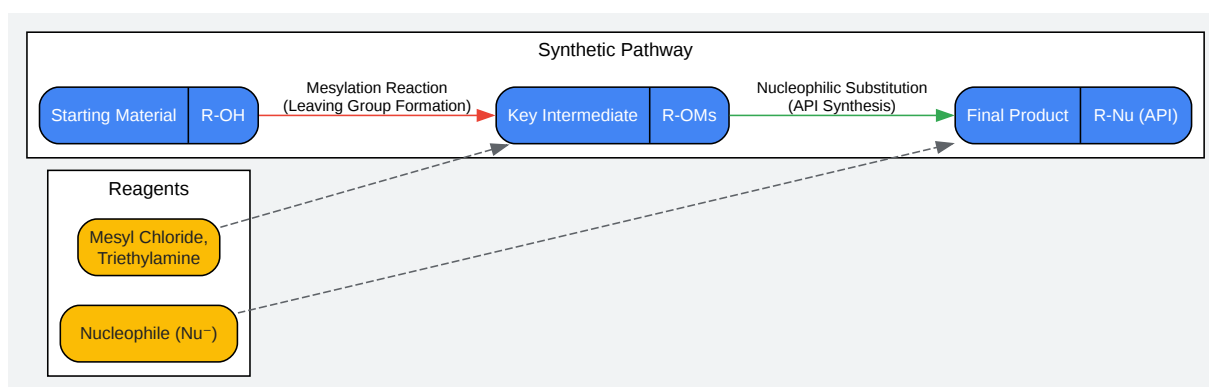 Synthetic Pathway
Starting Material
R-OH
Mesylation Reaction
(Leaving Group Formation)
Key Intermediate
R-OMs
Nucleophilic Substitution
(API Synthesis)
Final Product
R-Nu (API)
Reagents
Mesyl Chloride,
Triethylamine
Nucleophile (Nu⁻)